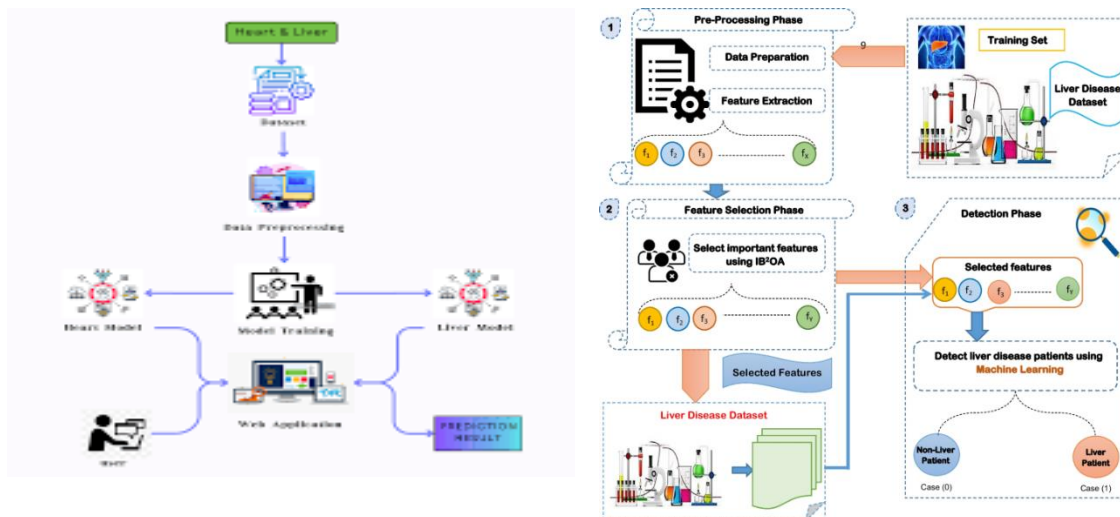 Heart & Liver
Dataset
Data Preprocessing
Heart Model
Model Training
Liver Model
Web Application
User
PREDICTION
RESULT
1
Pre-Processing Phase
Data Preparation
Feature Extraction
f1 f2 f3 fX
9
Training Set
Liver Disease
Dataset
2
Feature Selection Phase
Select important features
using IB²OA
f1 f2 f3 fY
Selected Features
Liver Disease Dataset
3
Detection Phase
Selected features
f1 f2 f3 fY
Detect liver disease patients using
Machine Learning
Non-Liver
Patient
Case (0)
Liver
Patient
Case (1)